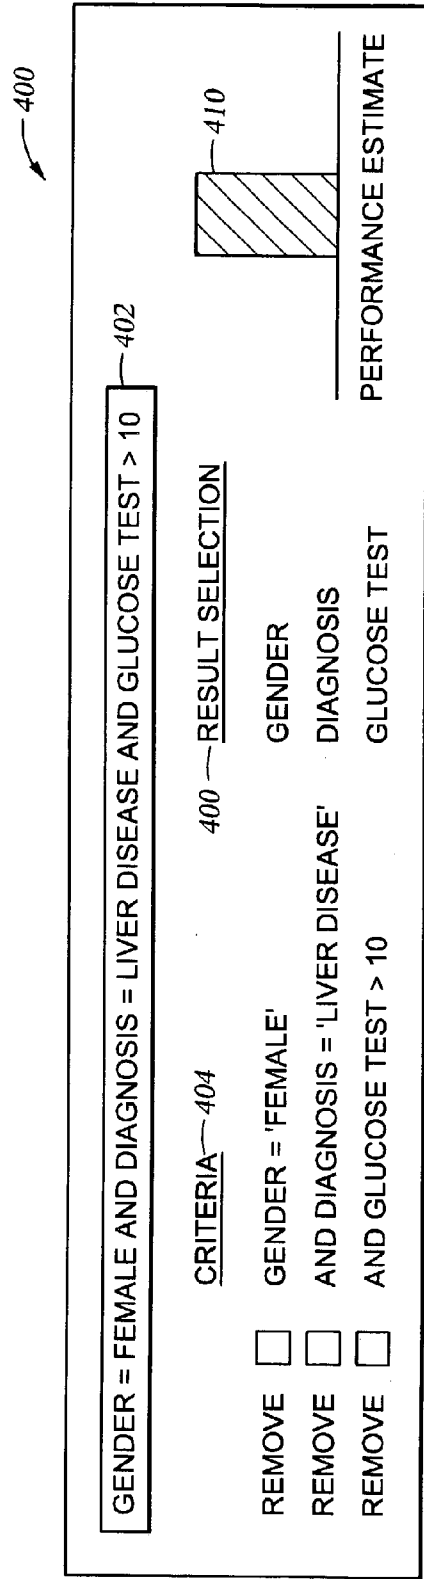 400
GENDER = FEMALE AND DIAGNOSIS = LIVER DISEASE AND GLUCOSE TEST > 10
402
CRITERIA 404
400 RESULT SELECTION
410
REMOVE GENDER = 'FEMALE' GENDER
REMOVE AND DIAGNOSIS = 'LIVER DISEASE' DIAGNOSIS
REMOVE AND GLUCOSE TEST > 10 GLUCOSE TEST
PERFORMANCE ESTIMATE